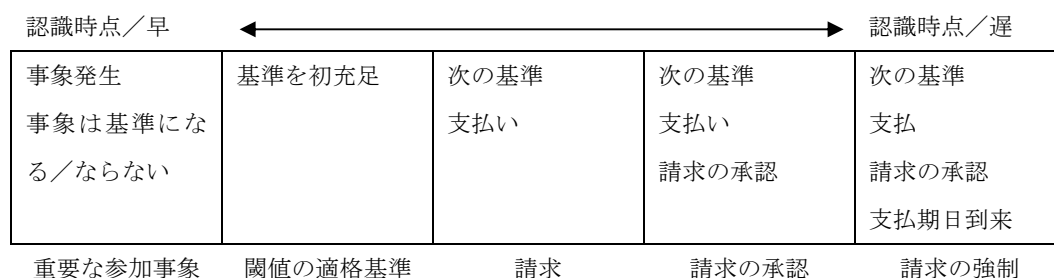 認識時点／早 認識時点／遅
事象発生 基準を初充足 次の基準 次の基準 次の基準
事象は基準にな 支払い 支払い 支払
る／ならない 請求の承認 請求の承認
支払期日到来
重要な参加事象 閾値の適格基準 請求 請求の承認 請求の強制